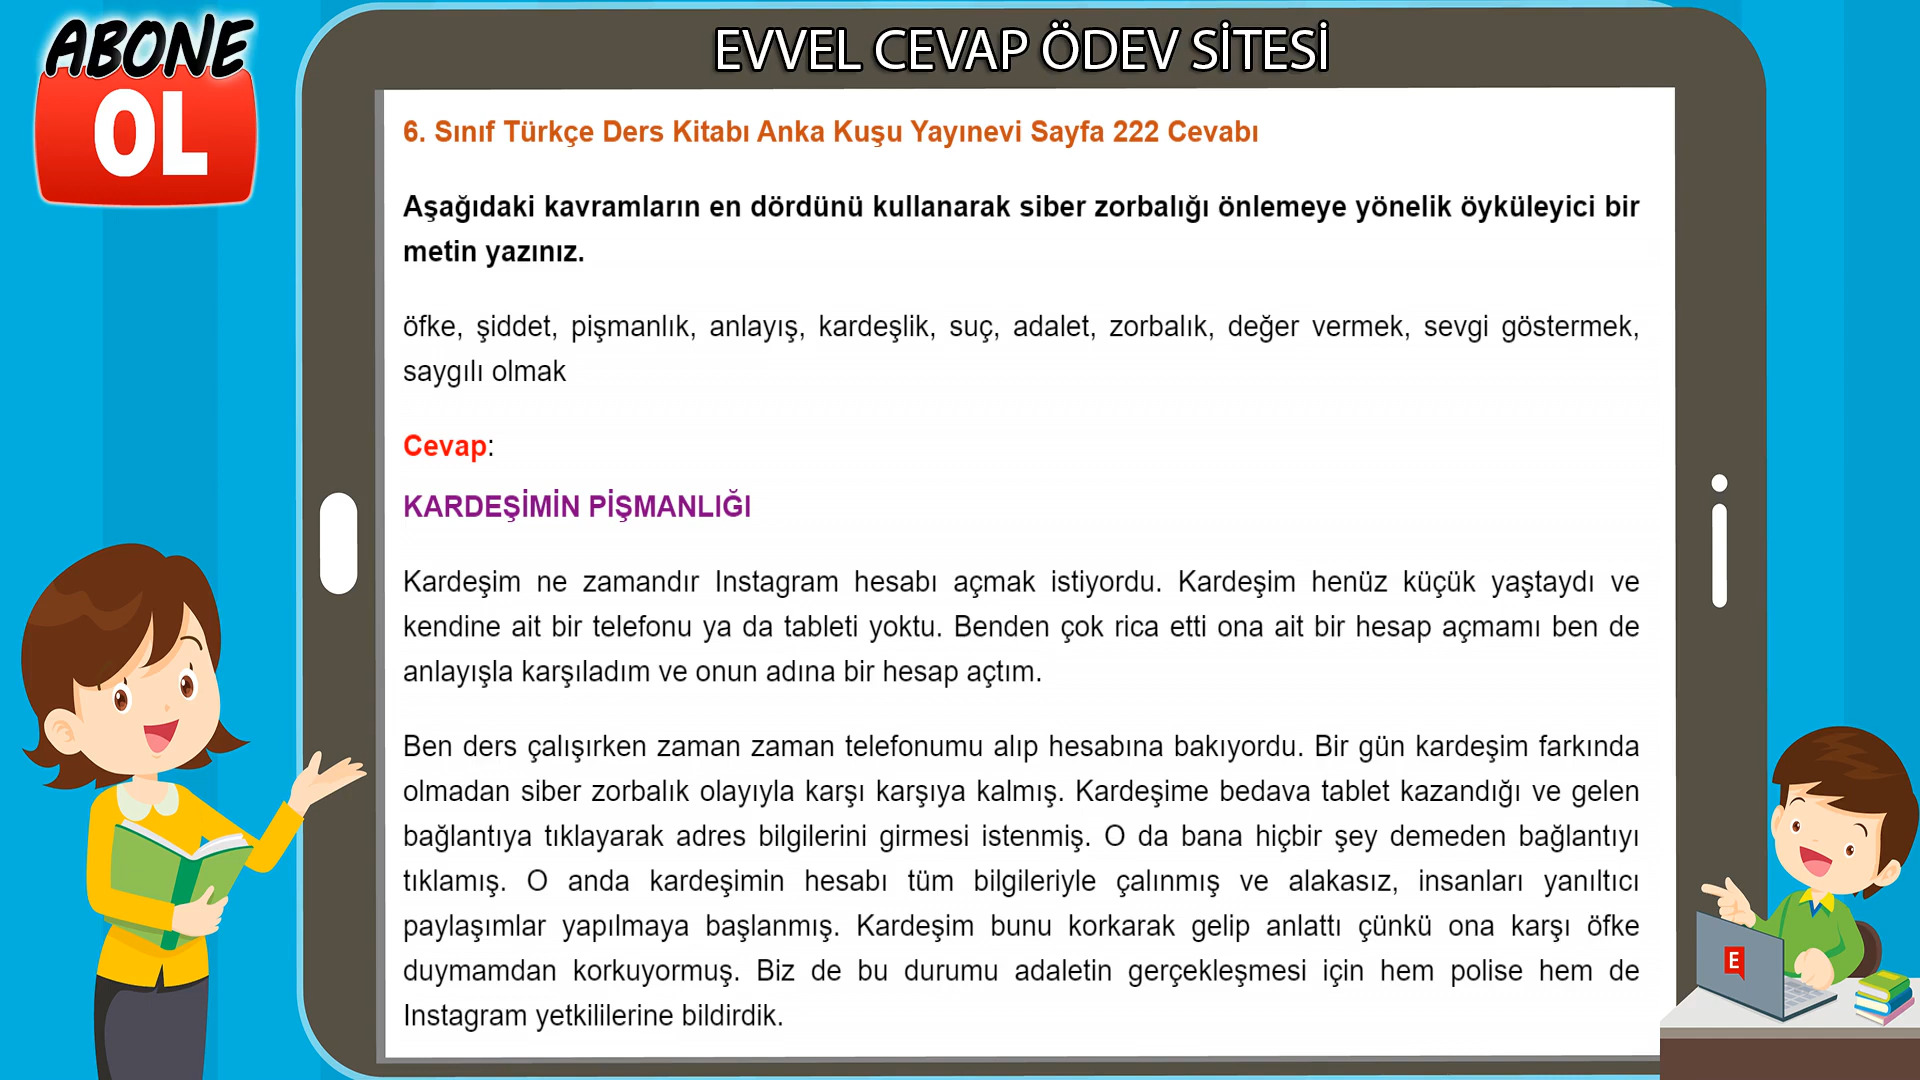 ABONE
OL
EVVEL CEVAP ÖDEV SİTESİ
6. Sınıf Türkçe Ders Kitabı Anka Kuşu Yayınevi Sayfa 222 Cevabı
Aşağıdaki kavramların en dördünü kullanarak siber zorbalığı önlemeye yönelik öyküleyici bir
metin yazınız.
öfke, şiddet, pişmanlık, anlayış, kardeşlik, suç, adalet, zorbalık, değer vermek, sevgi göstermek,
saygılı olmak
Cevap:
KARDEŞİMİN PİŞMANLIĞI
Kardeşim ne zamandır Instagram hesabı açmak istiyordu. Kardeşim henüz küçük yaştaydı ve
kendine ait bir telefonu ya da tableti yoktu. Benden çok rica etti ona ait bir hesap açmamı ben de
anlayışla karşıladım ve onun adına bir hesap açtım.
Ben ders çalışırken zaman zaman telefonumu alıp hesabına bakıyordu. Bir gün kardeşim farkında
olmadan siber zorbalık olayıyla karşı karşıya kalmış. Kardeşime bedava tablet kazandığı ve gelen
bağlantıya tıklayarak adres bilgilerini girmesi istenmiş. O da bana hiçbir şey demeden bağlantıyı
tıklamış. O anda kardeşimin hesabı tüm bilgileriyle çalınmış ve alakasız, insanları yanıltıcı
paylaşımlar yapılmaya başlanmış. Kardeşim bunu korkarak gelip anlattı çünkü ona karşı öfke
duymamdan korkuyormuş. Biz de bu durumu adaletin gerçekleşmesi için hem polise hem de
Instagram yetkililerine bildirdik.
E